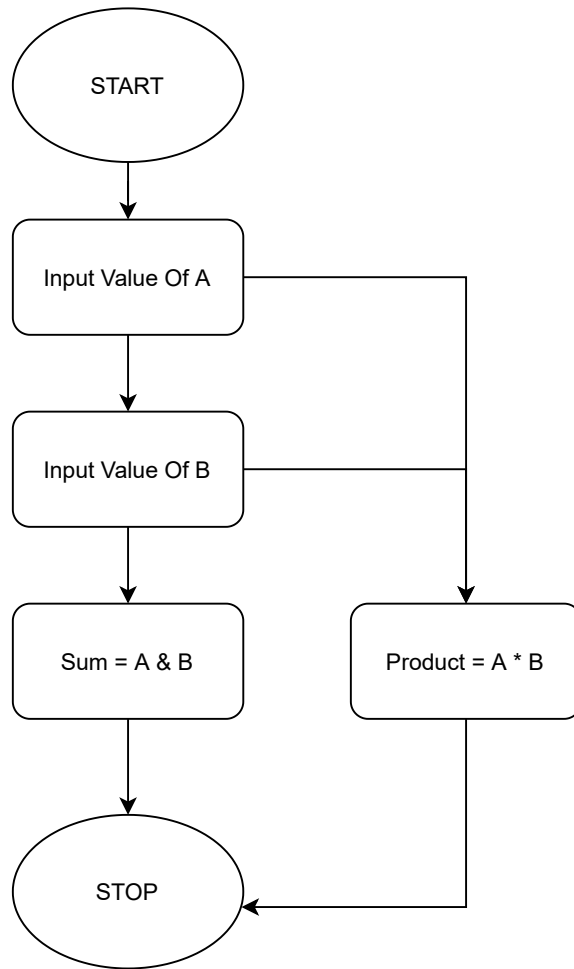 START
Input Value Of A
Input Value Of B
Sum = A & B
Product = A * B
STOP